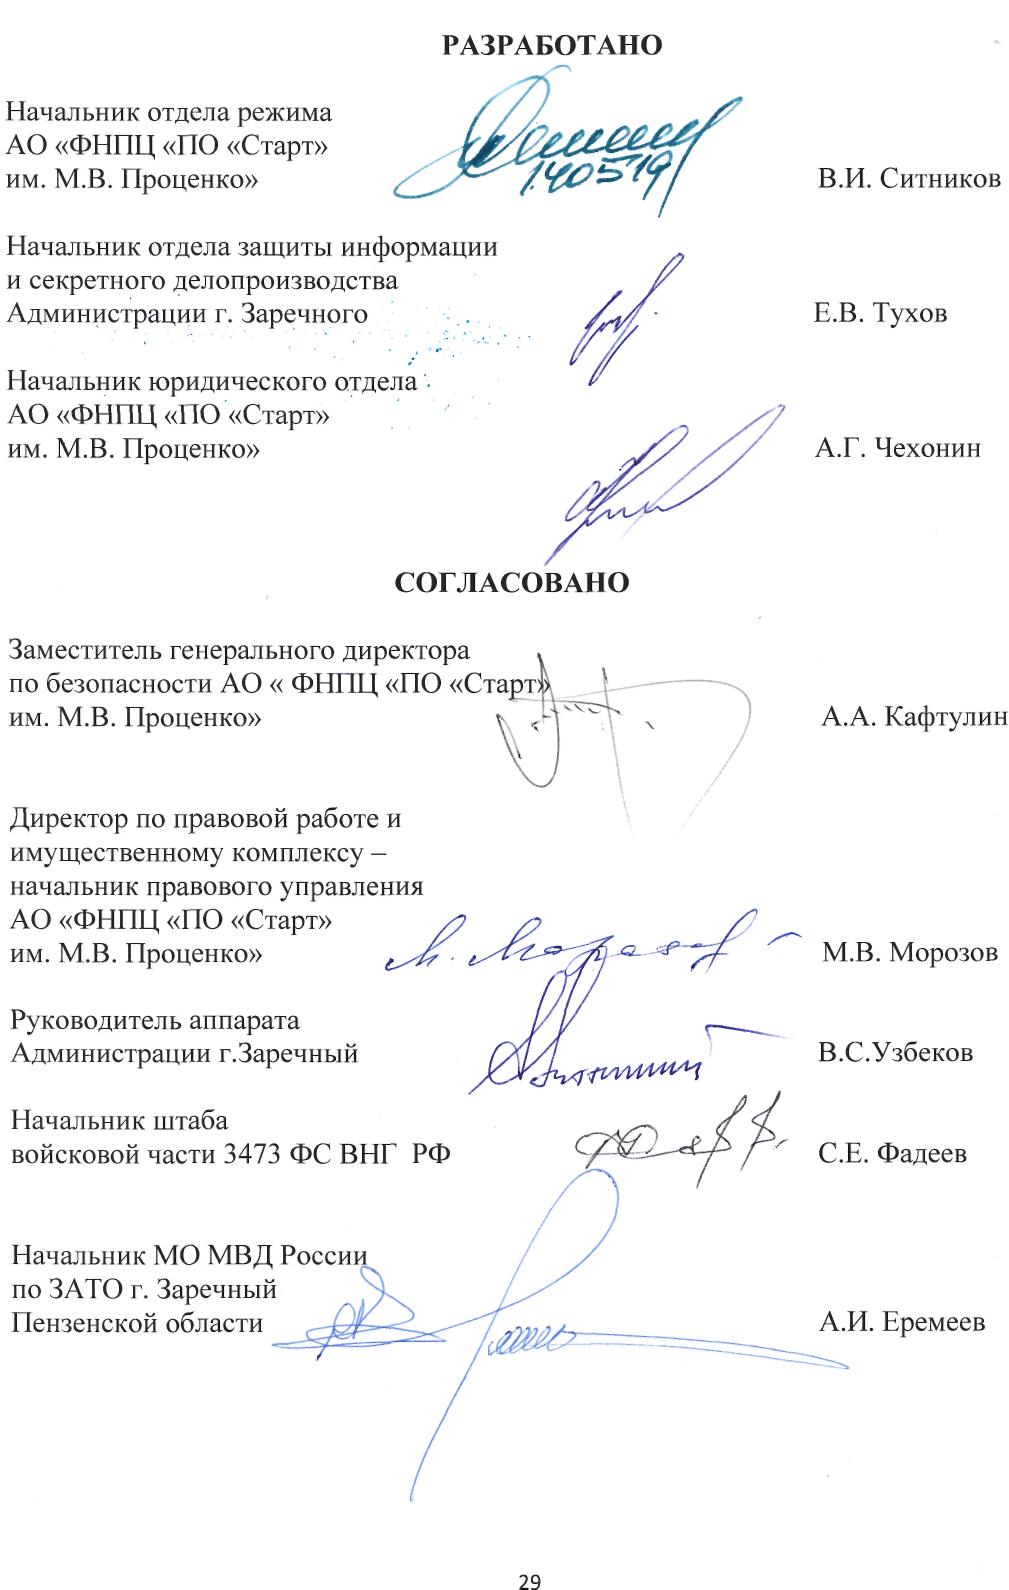 РАЗРАБОТАНО
Начальник отдела режима
АО «ФНПЦ «ПО «Старт»
им. М.В. Проценко»
140519
В.И. Ситников
Начальник отдела защиты информации
и секретного делопроизводства
Администрации г. Заречного
Е.В. Тухов
Начальник юридического отдела
АО «ФНПЦ «ПО «Старт»
им. М.В. Проценко»
А.Г. Чехонин
СОГЛАСОВАНО
Заместитель генерального директора
по безопасности АО « ФНПЦ «ПО «Старт»
им. М.В. Проценко»
А.А. Кафтулин
Директор по правовой работе и
имущественному комплексу –
начальник правового управления
АО «ФНПЦ «ПО «Старт»
им. М.В. Проценко»
М. Морозов
М.В. Морозов
Руководитель аппарата
Администрации г.Заречный
В.С.Узбеков
Начальник штаба
войсковой части 3473 ФС ВНГ РФ
С.Е. Фадеев
Начальник МО МВД России
по ЗАТО г. Заречный
Пензенской области
А.И. Еремеев
29